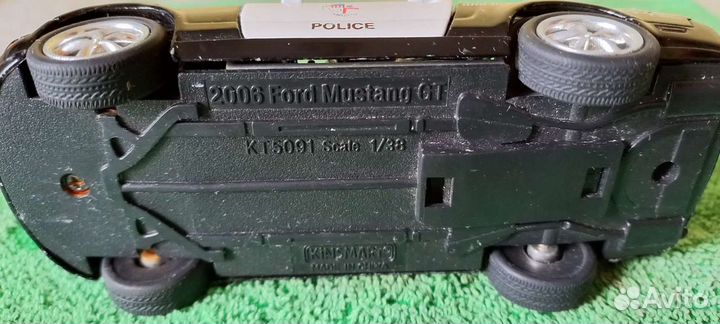 POLICE
2006 Ford Mustang GT
KT5091 Scale 1/38
KiNSMART
MADE IN CHINA
Avito